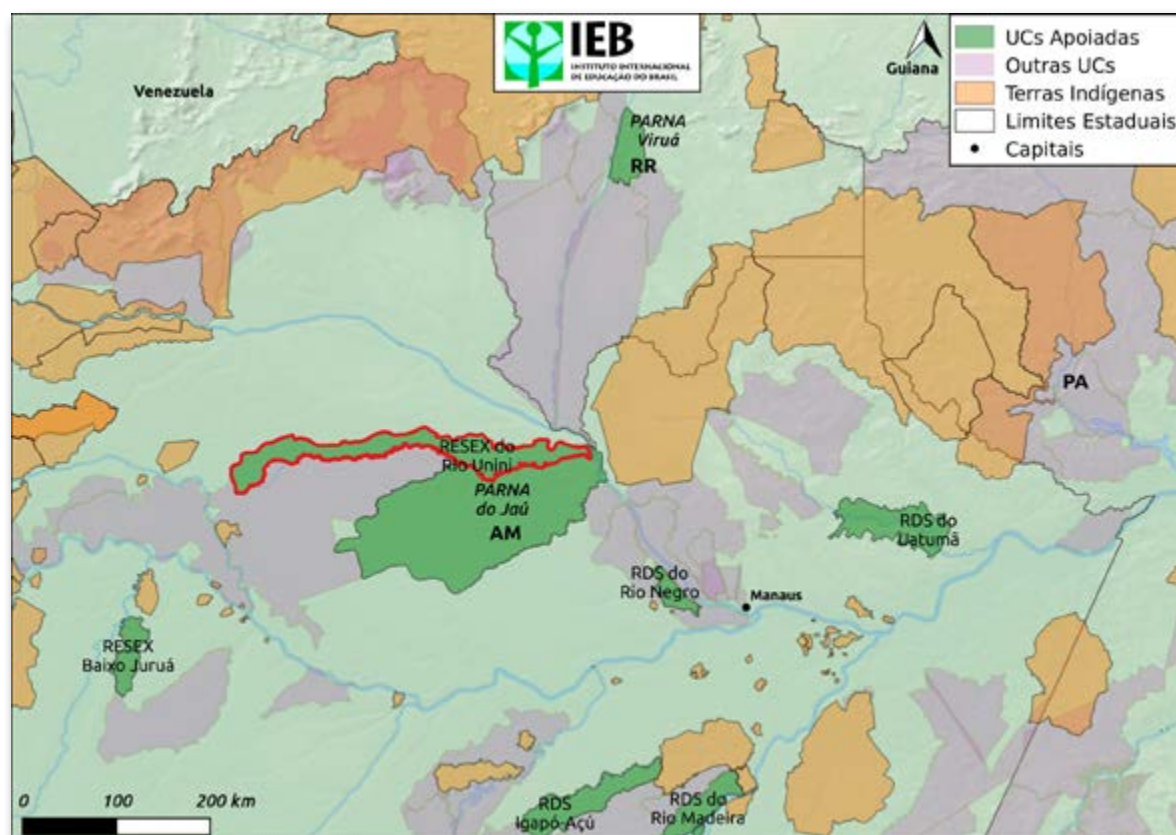 IEB
INSTITUTO INTERNACIONAL
DE EDUCAÇÃO DO BRASIL
Venezuela
Guiana
UCs Apoiadas
Outras UCs
Terras Indígenas
Limites Estaduais
Capitais
PARNA
Viruá
RR
PA
RESEX do
Rio Unini
PARNA
do Jaú
AM
RDS do
Uatumã
RDS do
Rio Negro
Manaus
RESEX
Baixo Juruá
RDS
Igapó-Açú
RDS do
Rio Madeira
0 100 200 km